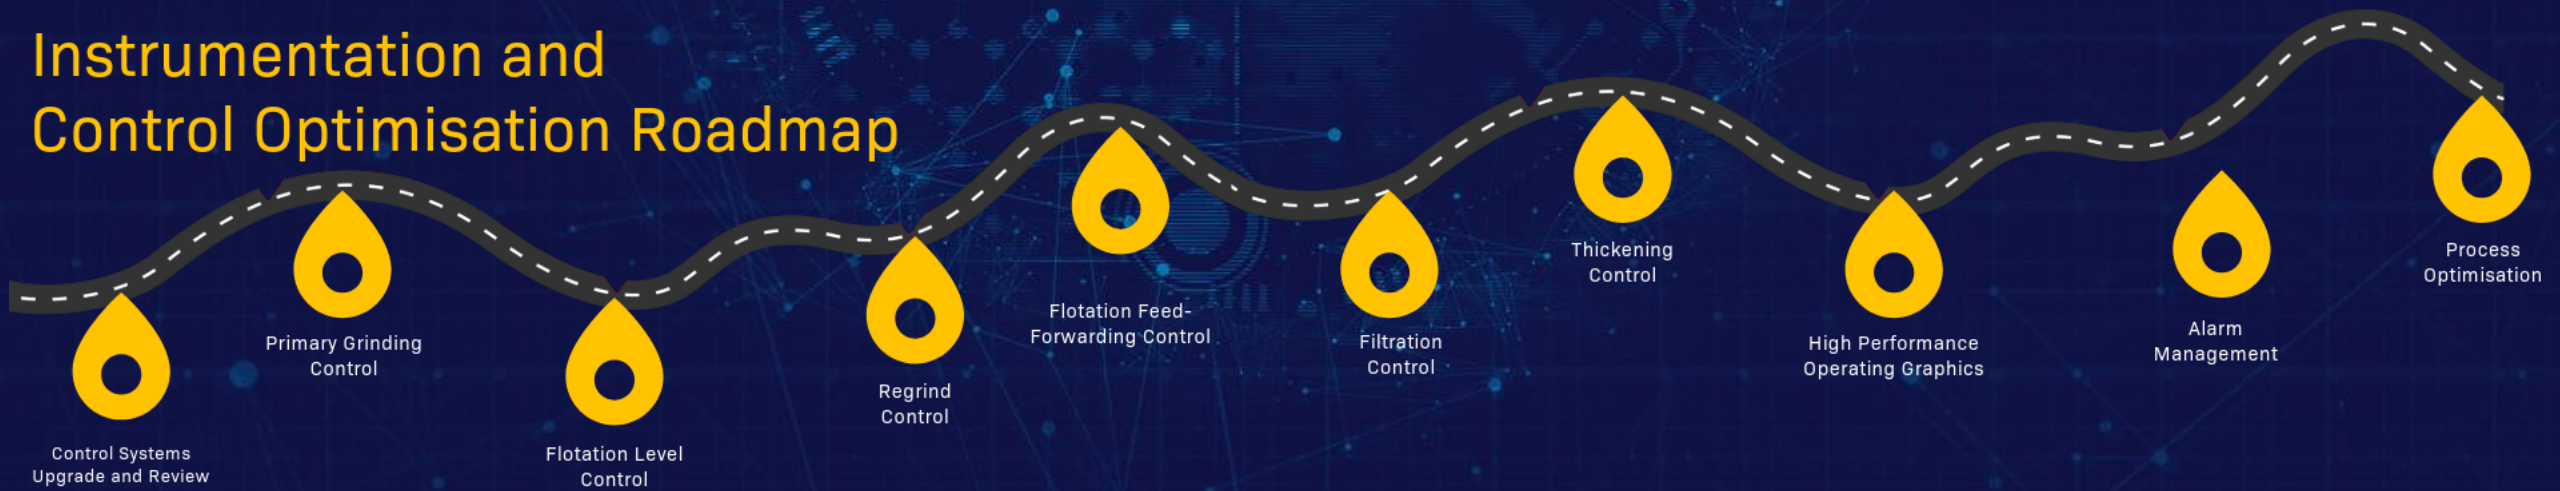 Instrumentation and
Control Optimisation Roadmap
Control Systems
Upgrade and Review
Primary Grinding
Control
Flotation Level
Control
Regrind
Control
Flotation Feed-
Forwarding Control
Filtration
Control
Thickening
Control
High Performance
Operating Graphics
Alarm
Management
Process
Optimisation